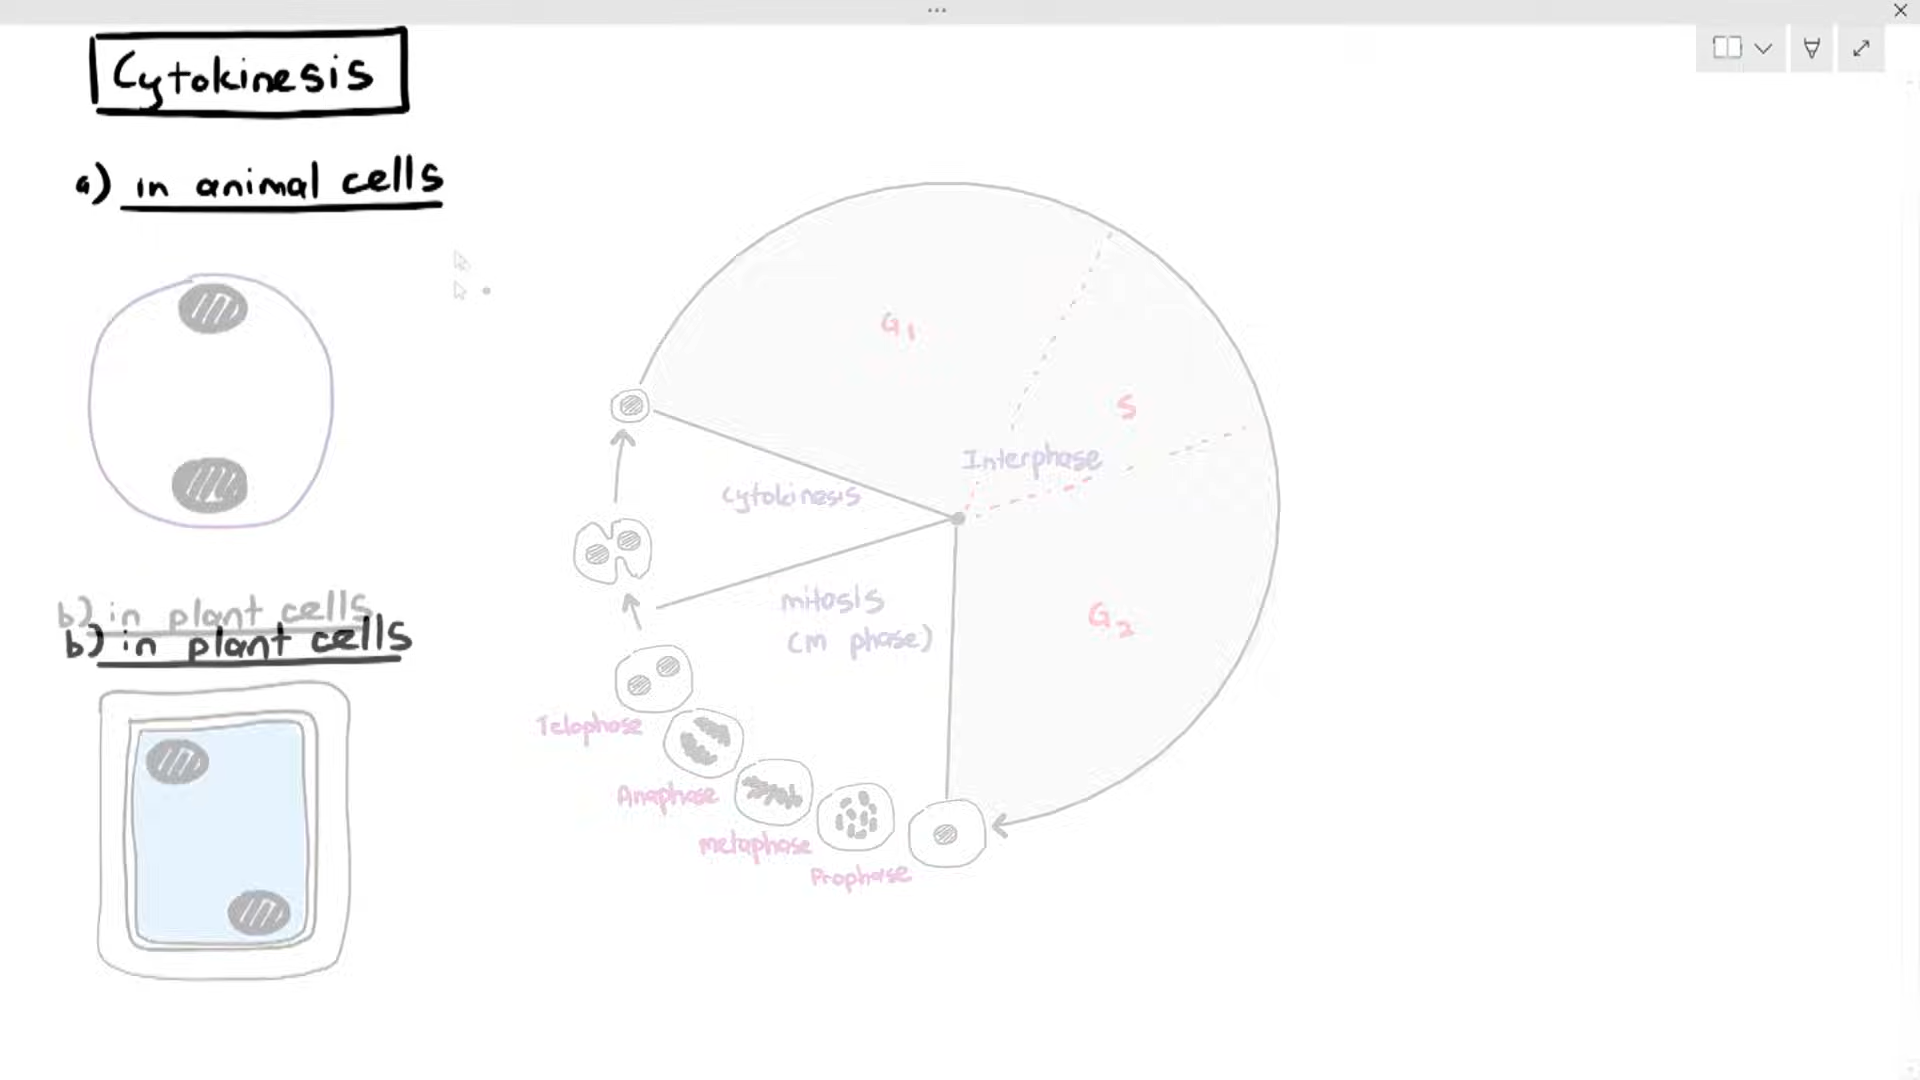 Cytokinesis
a) in animal cells
G1
S
Interphase
cytokinesis
mitosis
(m phase)
G2
b) in plant cells
b) in plant cells
Telophase
Anaphase
metaphase
Prophase